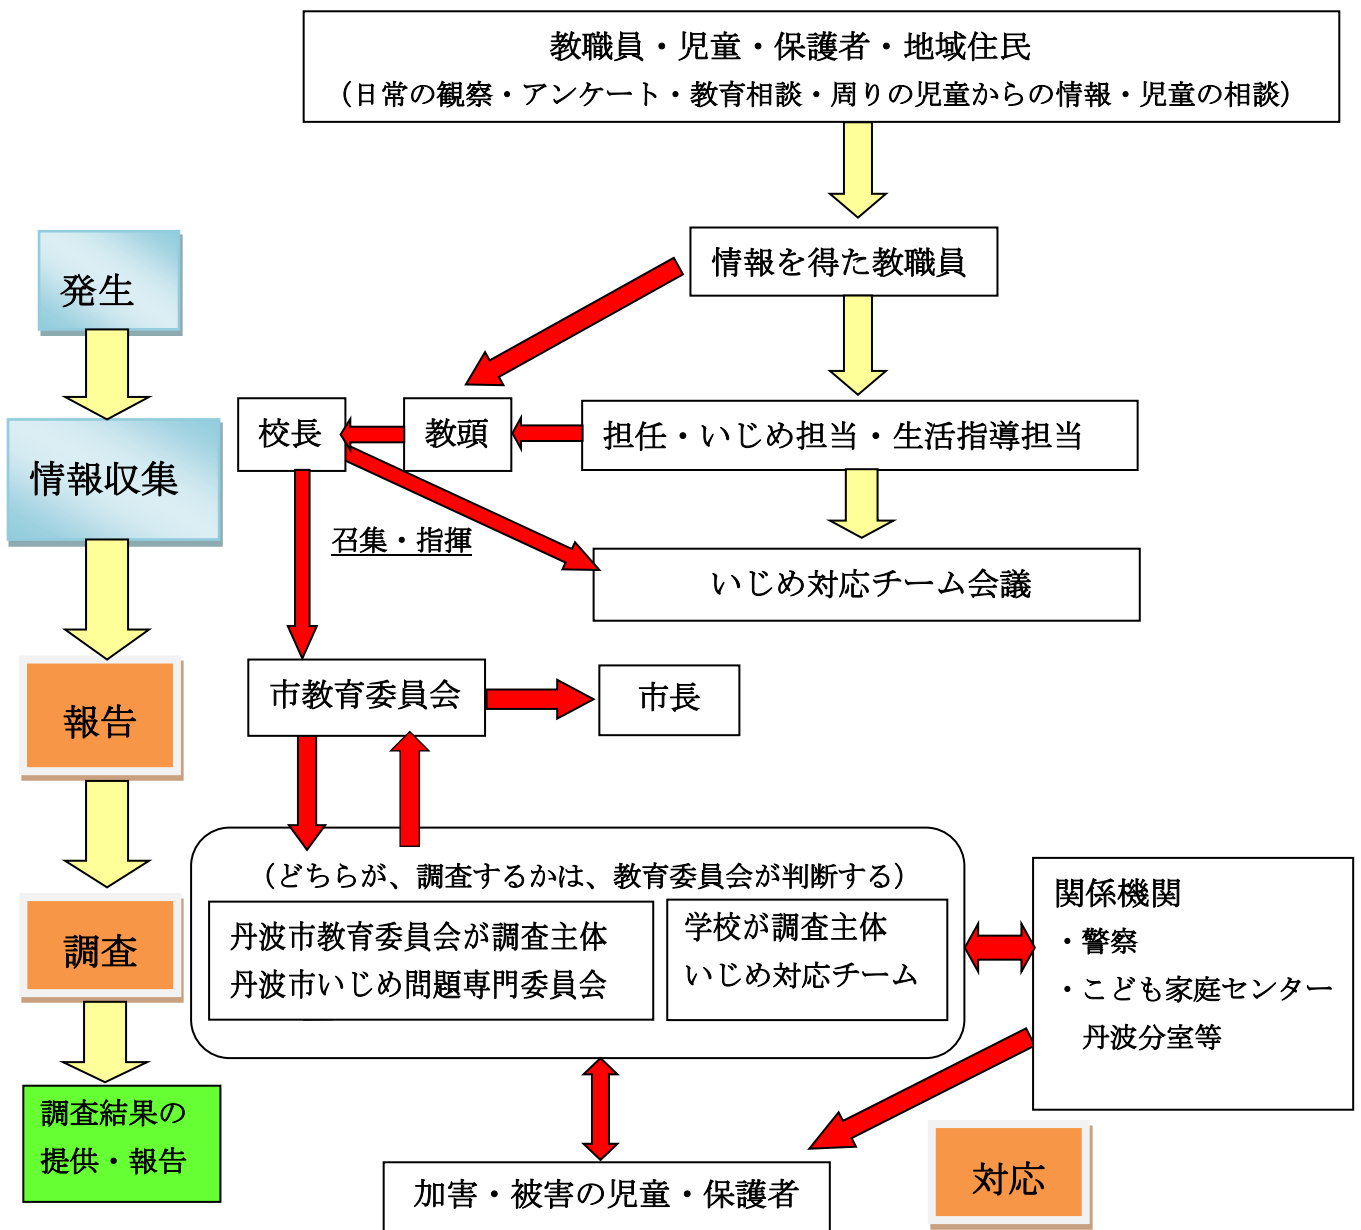 教職員・児童・保護者・地域住民
（日常の観察・アンケート・教育相談・周りの児童からの情報・児童の相談）
発生
情報を得た教職員
情報収集
校長
教頭
担任・いじめ担当・生活指導担当
召集・指揮
いじめ対応チーム会議
報告
市教育委員会
市長
（どちらが、調査するかは、教育委員会が判断する）
調査
丹波市教育委員会が調査主体
丹波市いじめ問題専門委員会
学校が調査主体
いじめ対応チーム
関係機関
・警察
・こども家庭センター
丹波分室等
調査結果の
提供・報告
加害・被害の児童・保護者
対応